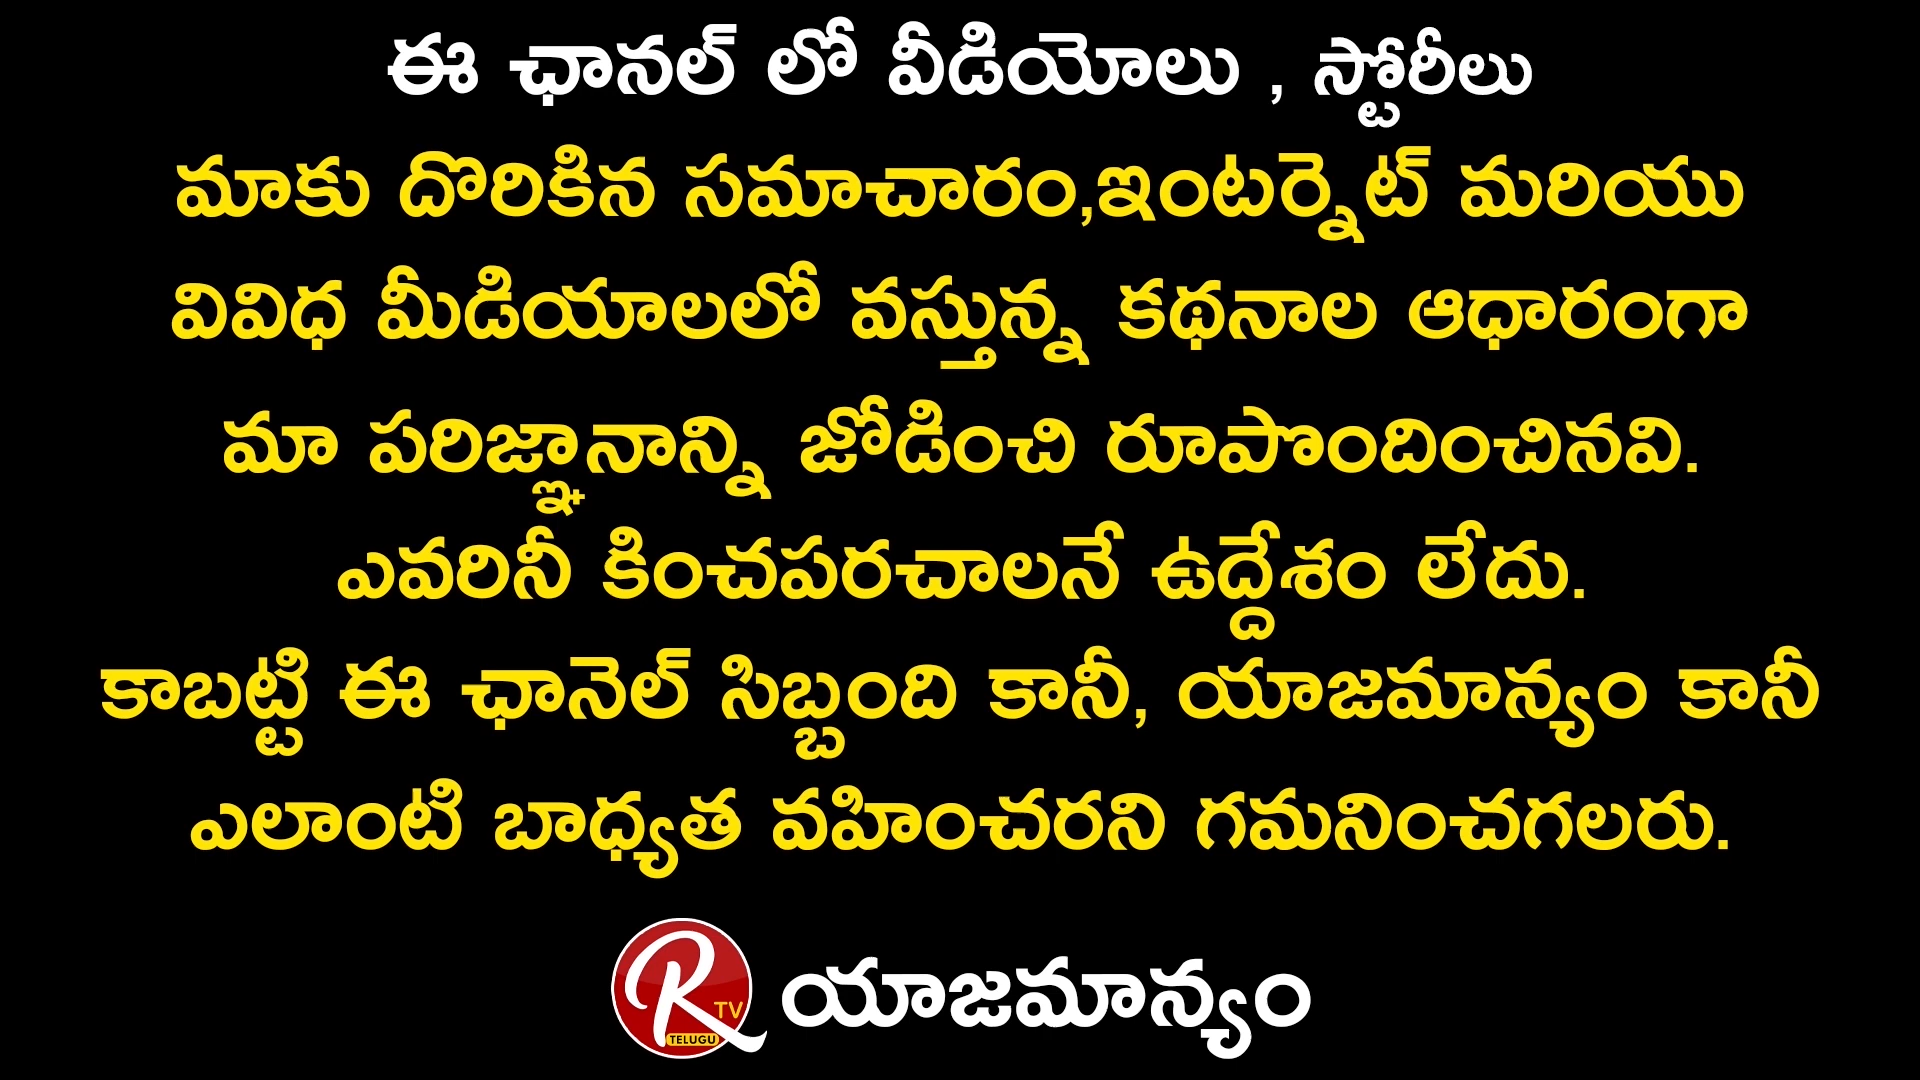 ఈ ఛానల్ లో వీడియోలు , స్టోరీలు
మాకు దొరికిన సమాచారం,ఇంటర్నెట్ మరియు
వివిధ మీడియాలలో వస్తున్న కథనాల ఆధారంగా
మా పరిజ్ఞానాన్ని జోడించి రూపొందించినవి.
ఎవరినీ కించపరచాలనే ఉద్దేశం లేదు.
కాబట్టి ఈ ఛానెల్ సిబ్బంది కానీ, యాజమాన్యం కానీ
ఎలాంటి బాధ్యత వహించరని గమనించగలరు.
R TV TELUGU యాజమాన్యం